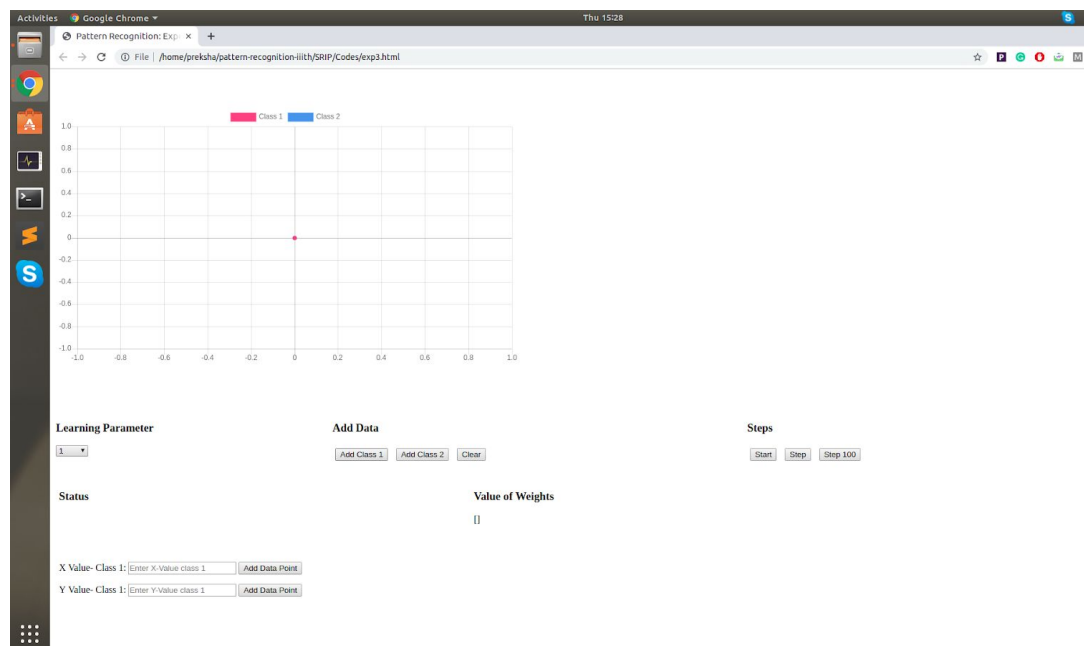 Activities Google Chrome ▾ Thu 15:28
Pattern Recognition: Exp × +
File | /home/preksha/pattern-recognition-iiith/SRIP/Codes/exp3.html
Class 1 Class 2
1.0
0.8
0.6
0.4
0.2
0
-0.2
-0.4
-0.6
-0.8
-1.0
-1.0 -0.8 -0.6 -0.4 -0.2 0 0.2 0.4 0.6 0.8 1.0
Learning Parameter Add Data Steps
1 Add Class 1 Add Class 2 Clear Start Step Step 100
Status Value of Weights
[]
X Value- Class 1: Enter X-Value class 1 Add Data Point
Y Value- Class 1: Enter Y-Value class 1 Add Data Point